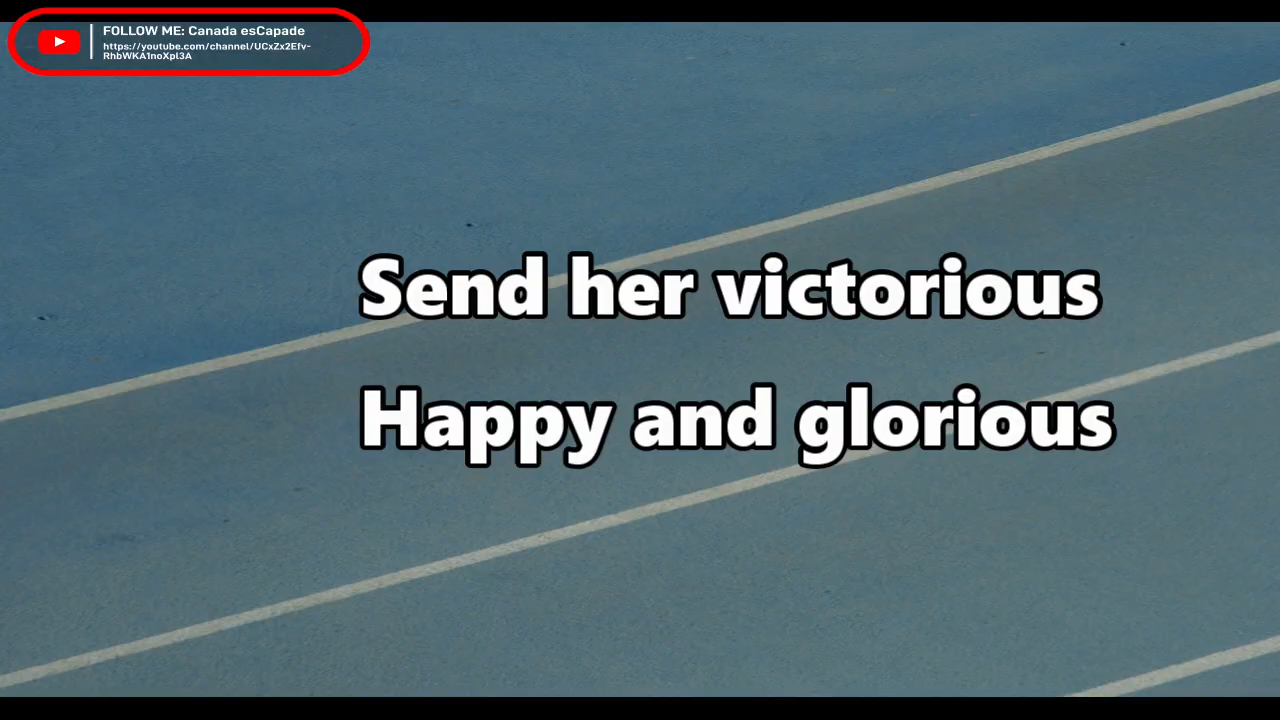 FOLLOW ME: Canada esCapade
https://youtube.com/channel/UCxZx2Efv-
RhbWKA1noXpl3A
Send her victorious
Happy and glorious